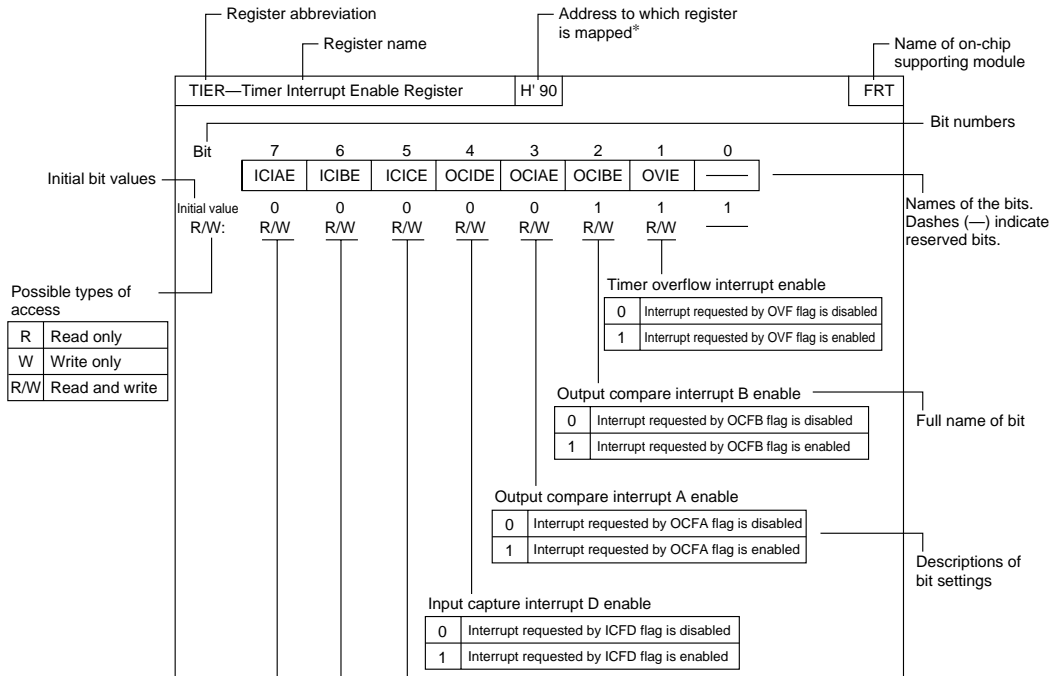 Register abbreviation
Register name
Address to which register
is mapped*
Name of on-chip
supporting module
TIER—Timer Interrupt Enable Register H' 90 FRT
Bit numbers
Bit 7 6 5 4 3 2 1 0
Initial bit values
ICIAE ICIBE ICICE OCIDE OCIAE OCIBE OVIE —
Names of the bits.
Dashes (—) indicate
reserved bits.
Initial value 0 0 0 0 0 1 1 1
R/W: R/W R/W R/W R/W R/W R/W R/W —
Possible types of
access
R Read only
W Write only
R/W Read and write
Timer overflow interrupt enable
0 Interrupt requested by OVF flag is disabled
1 Interrupt requested by OVF flag is enabled
Output compare interrupt B enable
0 Interrupt requested by OCFB flag is disabled
1 Interrupt requested by OCFB flag is enabled
Full name of bit
Output compare interrupt A enable
0 Interrupt requested by OCFA flag is disabled
1 Interrupt requested by OCFA flag is enabled
Descriptions of
bit settings
Input capture interrupt D enable
0 Interrupt requested by ICFD flag is disabled
1 Interrupt requested by ICFD flag is enabled